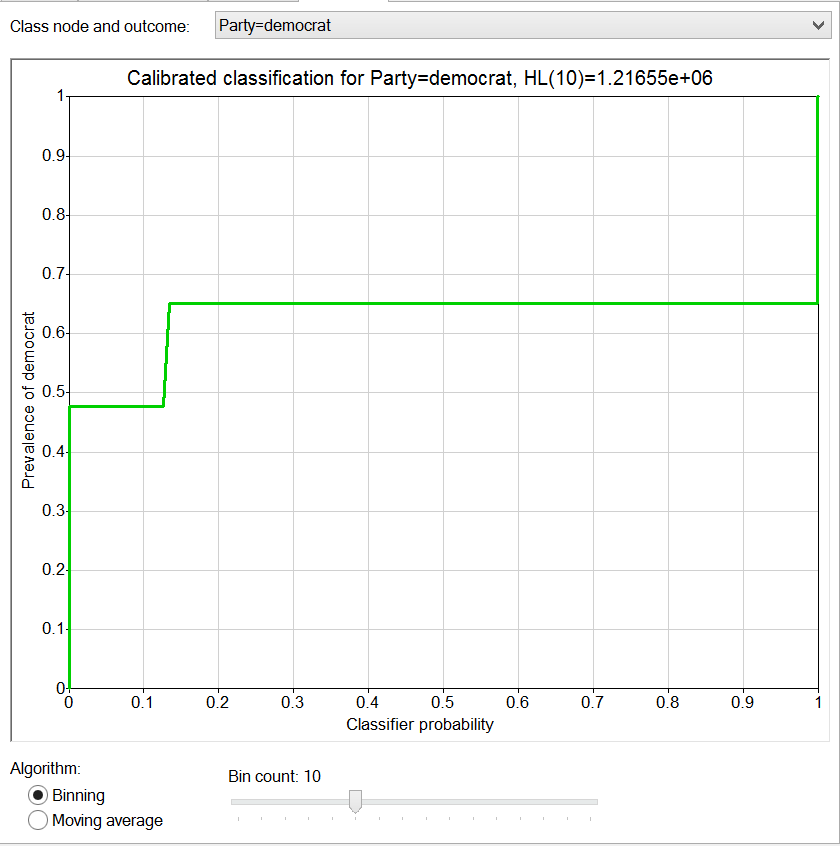 Class node and outcome: Party=democrat
Calibrated classification for Party=democrat, HL(10)=1.21655e+06
1
0.9
0.8
0.7
0.6
0.5
0.4
0.3
0.2
0.1
0
Prevalence of democrat
0 0.1 0.2 0.3 0.4 0.5 0.6 0.7 0.8 0.9 1
Classifier probability
Algorithm:
Binning
Moving average
Bin count: 10